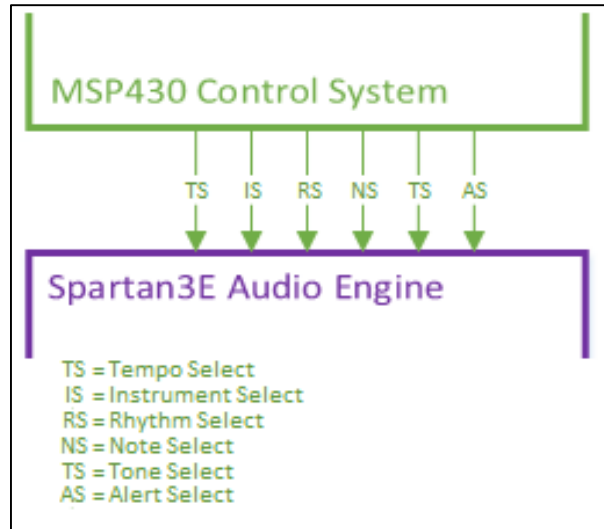 MSP430 Control System
TS IS RS NS TS AS
Spartan3E Audio Engine
TS = Tempo Select
IS = Instrument Select
RS = Rhythm Select
NS = Note Select
TS = Tone Select
AS = Alert Select